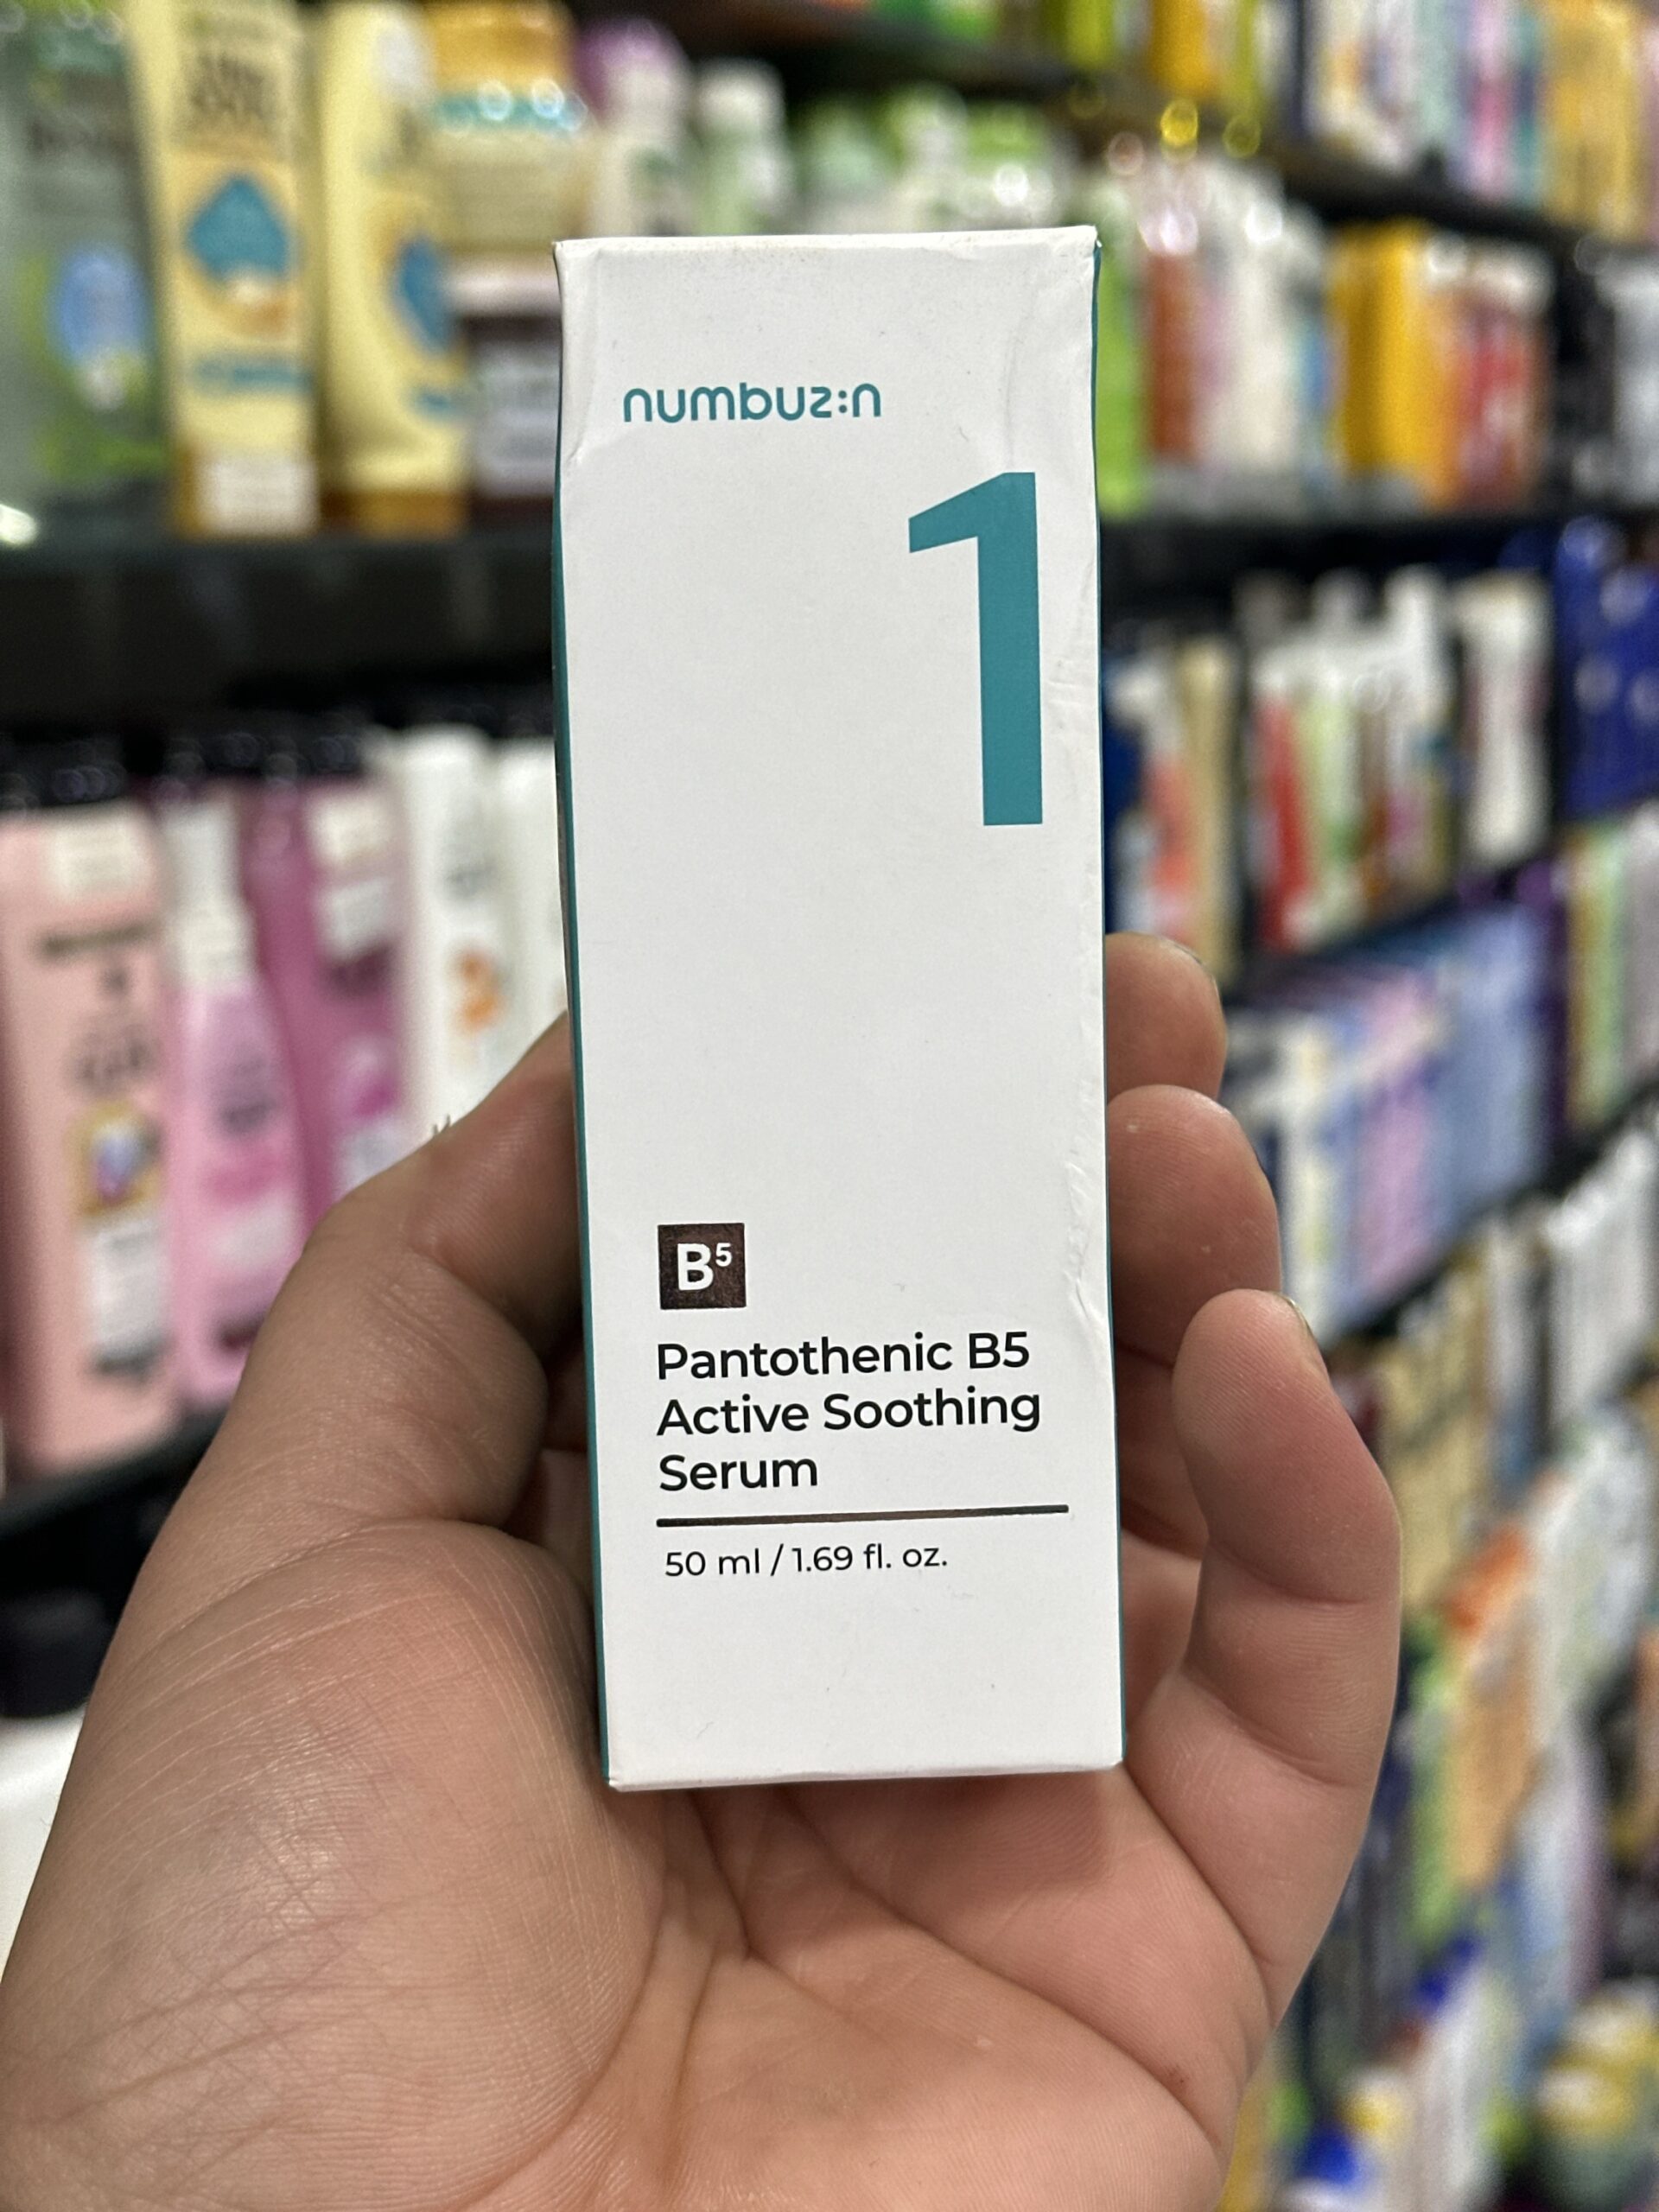 numbuz:n
1
B⁵
Pantothenic B5
Active Soothing
Serum
50 ml / 1.69 fl. oz.